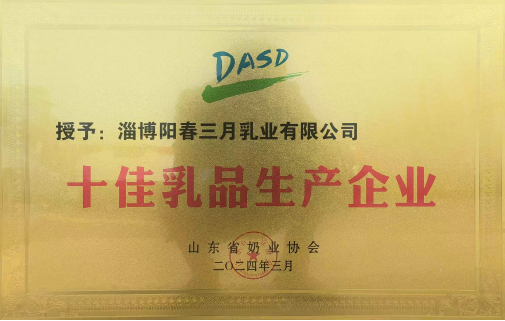 DASD
授予：淄博阳春三月乳业有限公司
十佳乳品生产企业
山东省奶业协会
二〇二四年三月